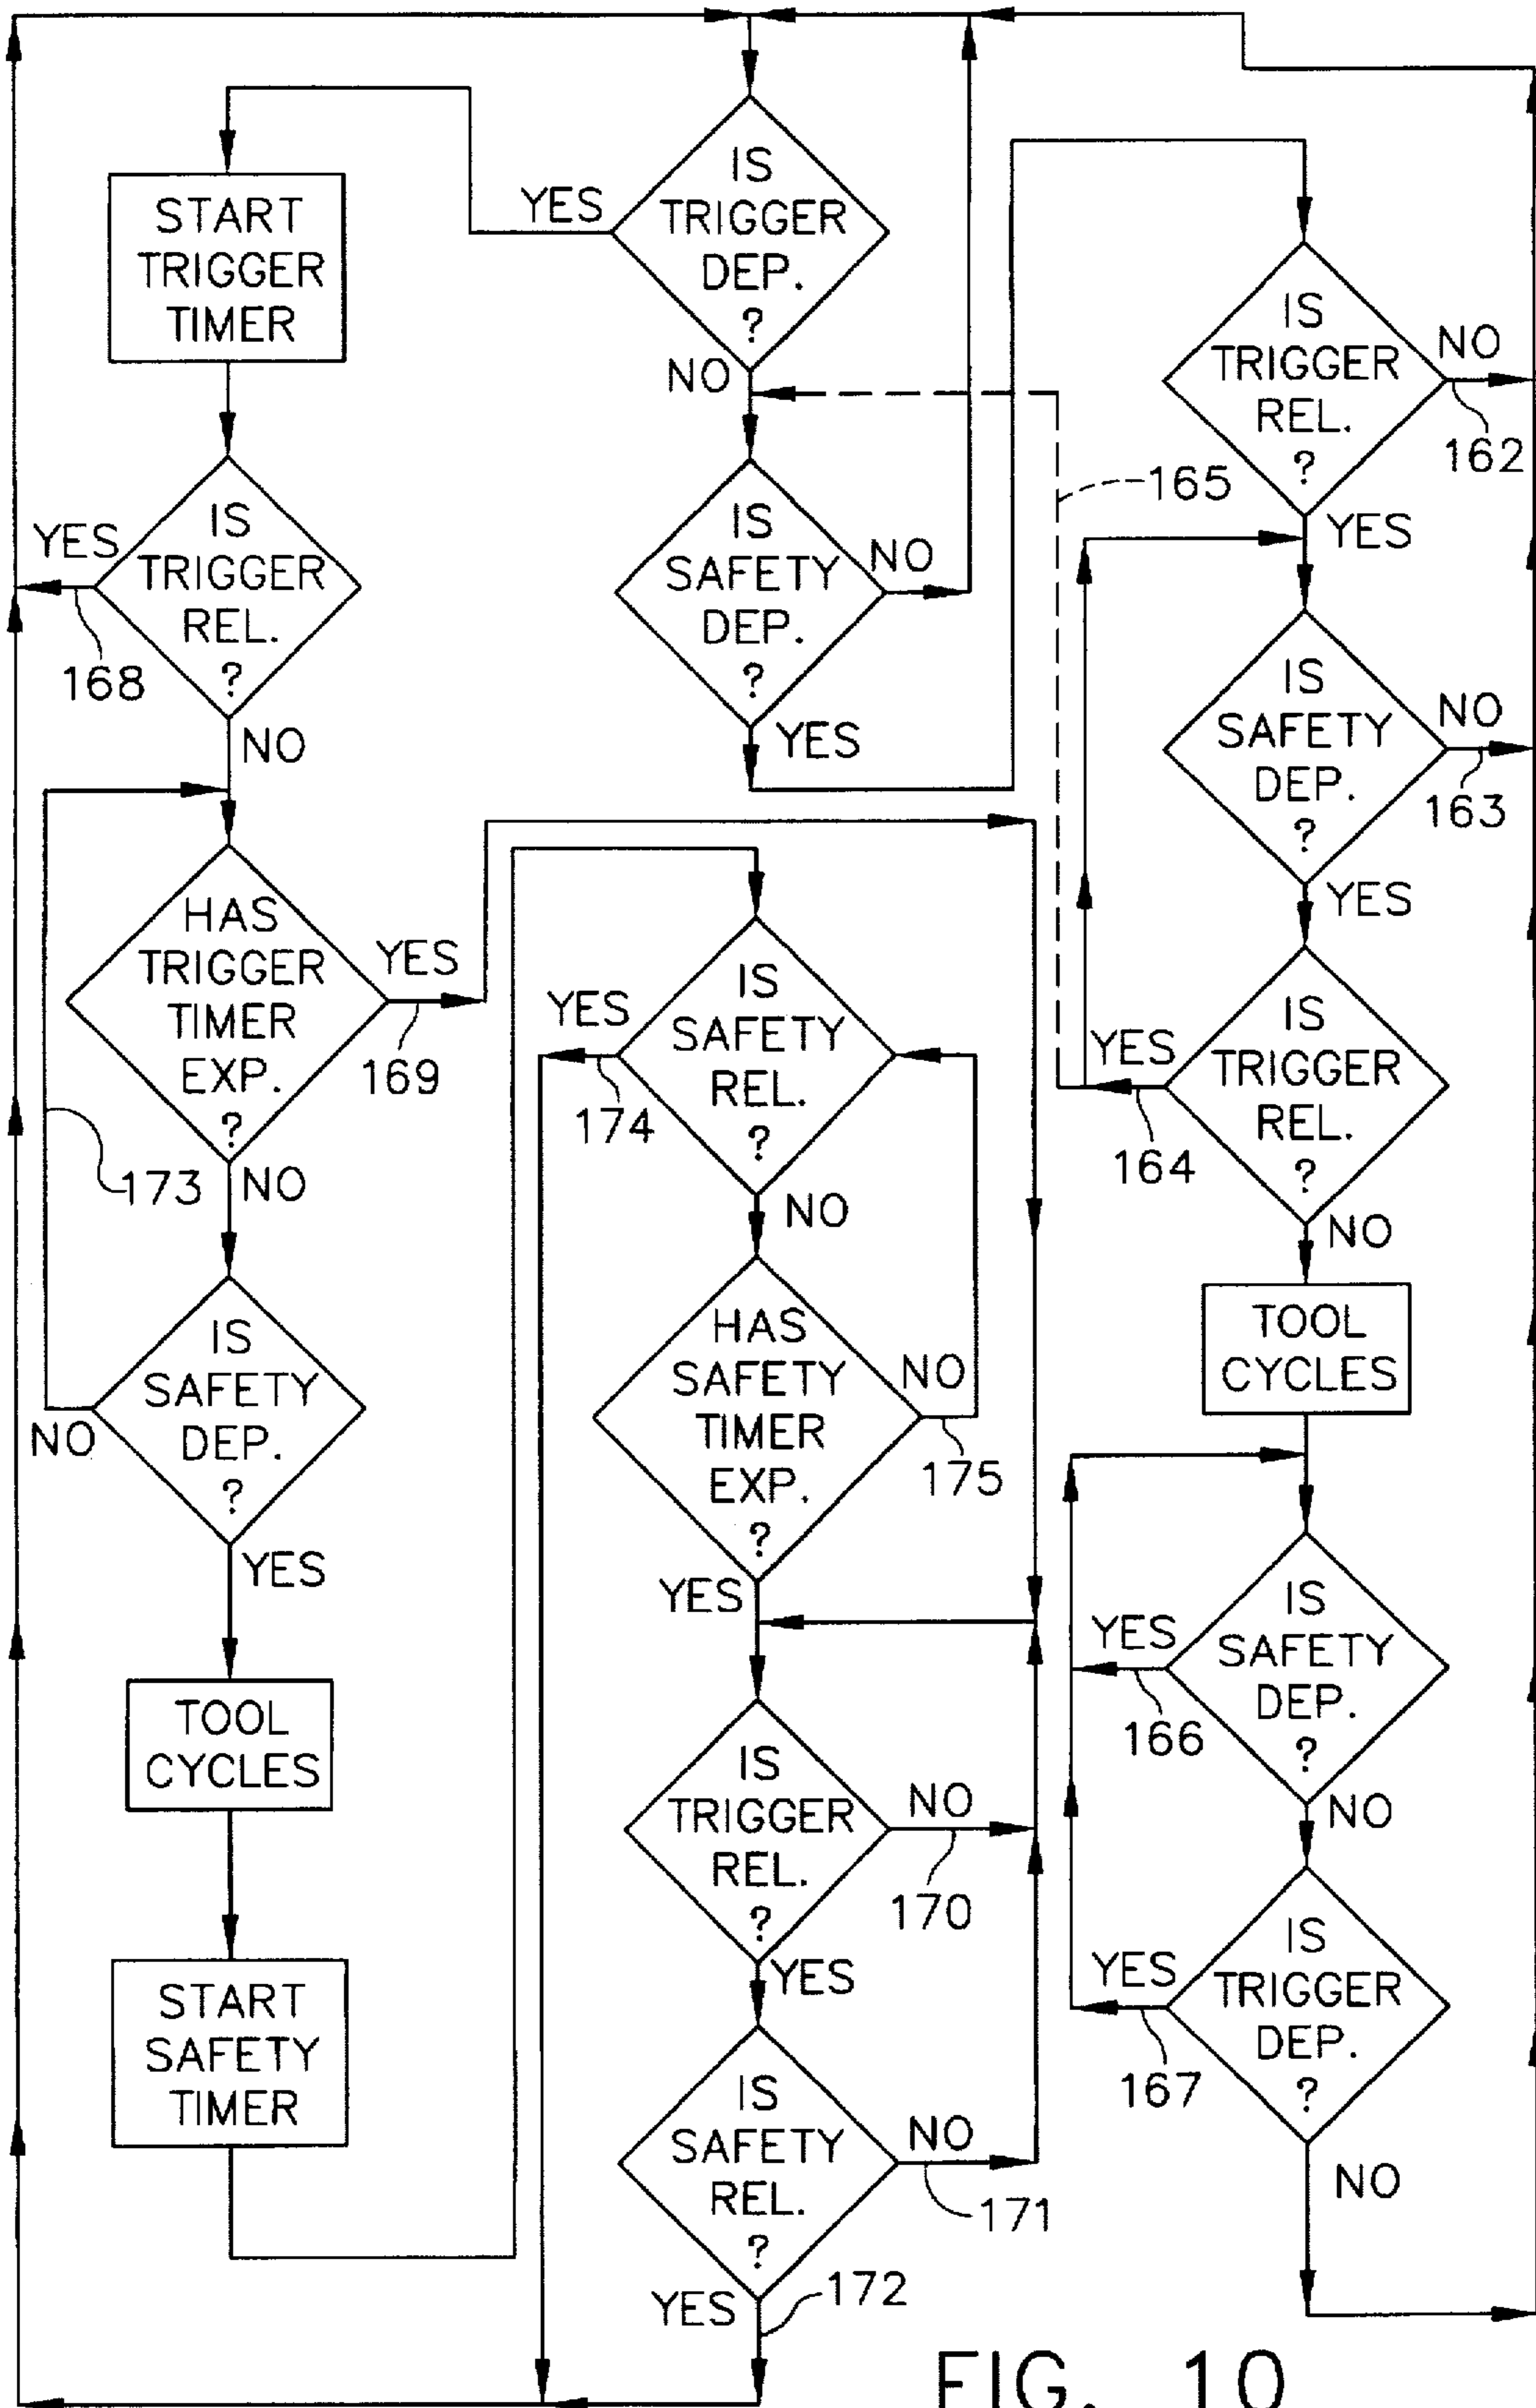 IS
TRIGGER
DEP.
?
YES
NO
START
TRIGGER
TIMER
IS
TRIGGER
REL.
?
YES
168
NO
HAS
TRIGGER
TIMER
EXP.
?
YES
169
NO
173
IS
SAFETY
DEP.
?
NO
YES
TOOL
CYCLES
START
SAFETY
TIMER
IS
SAFETY
DEP.
?
NO
YES
IS
SAFETY
REL.
?
YES
174
NO
HAS
SAFETY
TIMER
EXP.
?
NO
175
YES
IS
TRIGGER
REL.
?
NO
170
YES
IS
SAFETY
REL.
?
NO
171
YES
172
IS
TRIGGER
REL.
?
NO
162
YES
165
IS
SAFETY
DEP.
?
NO
163
YES
IS
TRIGGER
REL.
?
YES
164
NO
TOOL
CYCLES
IS
SAFETY
DEP.
?
YES
166
NO
IS
TRIGGER
DEP.
?
YES
167
NO
FIG. 10